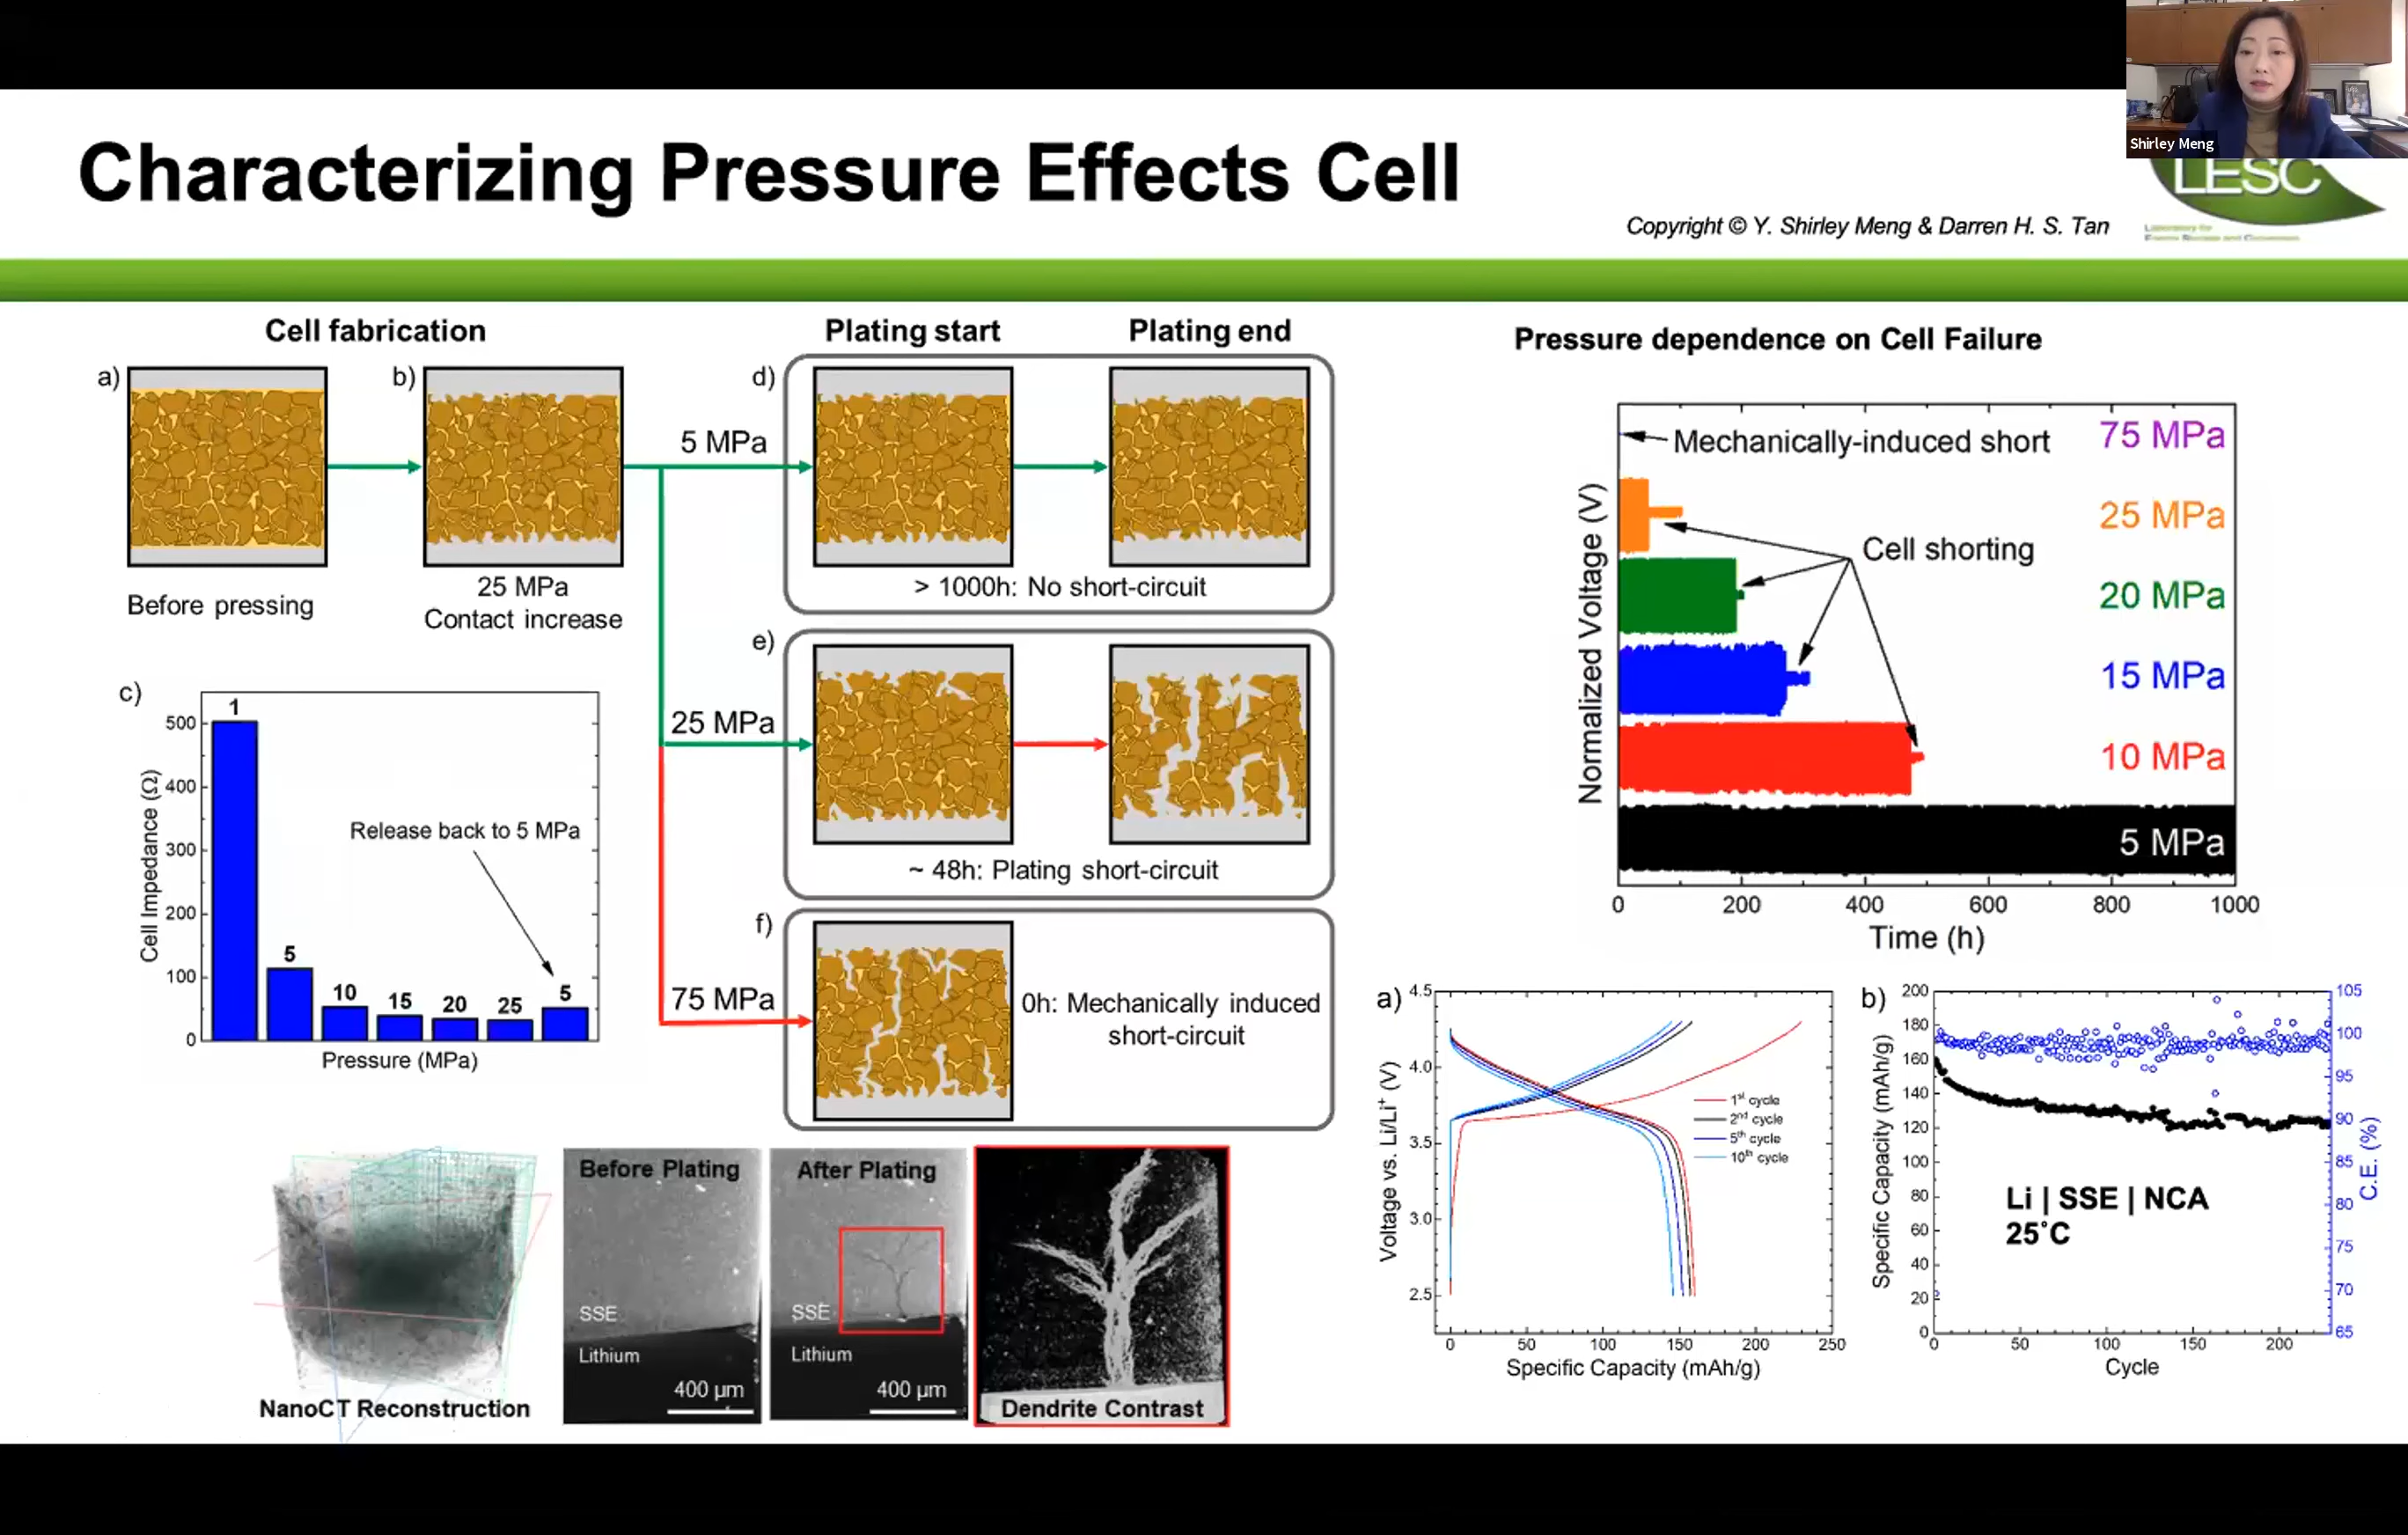 Shirley Meng
Characterizing Pressure Effects Cell
LESC
Copyright © Y. Shirley Meng & Darren H. S. Tan
Laboratory for
Energy Storage and Conversion
Cell fabrication
Plating start
Plating end
a)
b)
Before pressing
25 MPa
Contact increase
5 MPa
25 MPa
75 MPa
d)
> 1000h: No short-circuit
e)
~ 48h: Plating short-circuit
f)
0h: Mechanically induced
short-circuit
c)
Cell Impedance (Ω)
500
400
300
200
100
0
1
5
10
15
20
25
5
Release back to 5 MPa
Pressure (MPa)
NanoCT Reconstruction
Before Plating
SSE
Lithium
400 µm
After Plating
SSE
Lithium
400 µm
Dendrite Contrast
Pressure dependence on Cell Failure
Normalized Voltage (V)
Mechanically-induced short
75 MPa
25 MPa
Cell shorting
20 MPa
15 MPa
10 MPa
5 MPa
0 200 400 600 800 1000
Time (h)
a)
Voltage vs. Li/Li⁺ (V)
4.5
4.0
3.5
3.0
2.5
1st cycle
2nd cycle
5th cycle
10th cycle
0 50 100 150 200 250
Specific Capacity (mAh/g)
b)
Specific Capacity (mAh/g)
200
180
160
140
120
100
80
60
40
20
0
Li | SSE | NCA
25°C
105
100
95
90
85
80
75
70
65
C.E. (%)
0 50 100 150 200
Cycle